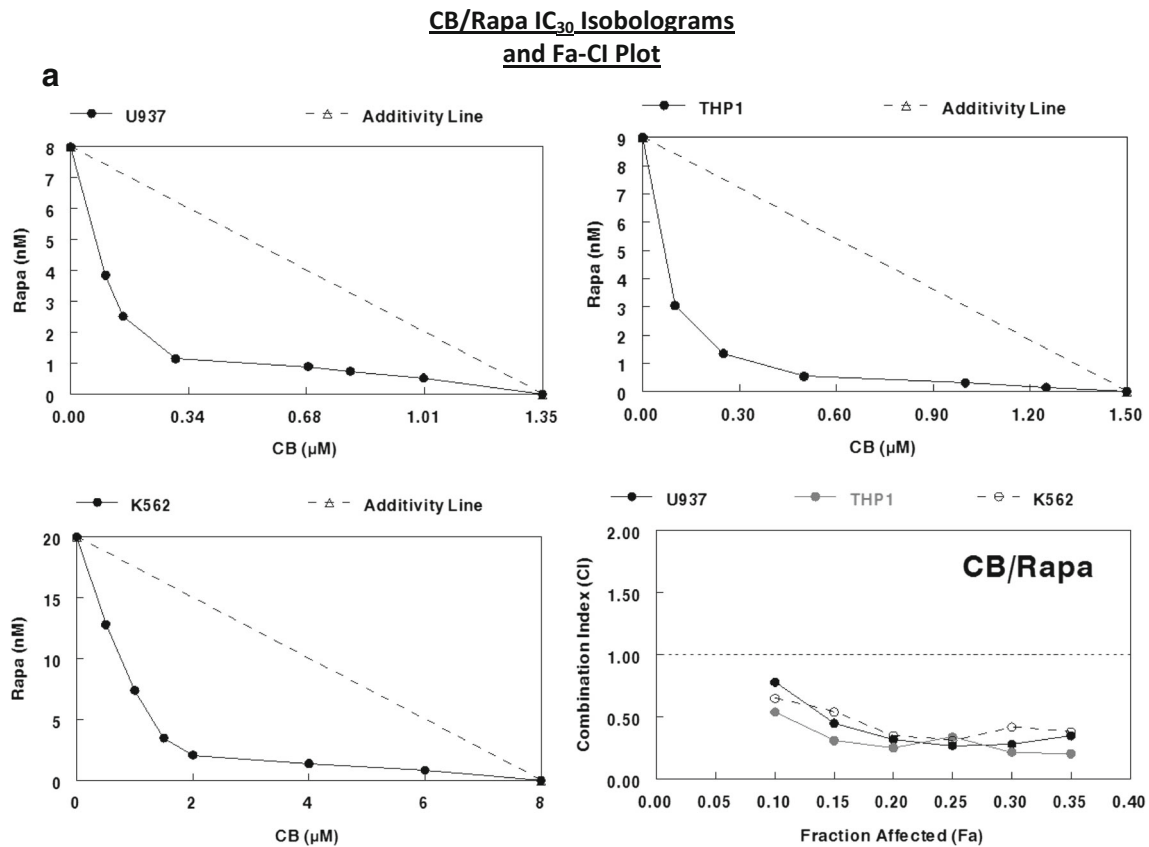 CB/Rapa IC30 Isobolograms
and Fa-CI Plot
a
U937 Additivity Line
8
7
6
5
4
3
2
1
0
Rapa (nM)
0.00 0.34 0.68 1.01 1.35
CB (µM)
THP1 Additivity Line
9
8
7
6
5
4
3
2
1
0
Rapa (nM)
0.00 0.30 0.60 0.90 1.20 1.50
CB (µM)
K562 Additivity Line
20
15
10
5
0
Rapa (nM)
0 2 4 6 8
CB (µM)
U937 THP1 K562
CB/Rapa
2.00
1.50
1.00
0.50
0.00
Combination Index (CI)
0.00 0.05 0.10 0.15 0.20 0.25 0.30 0.35 0.40
Fraction Affected (Fa)